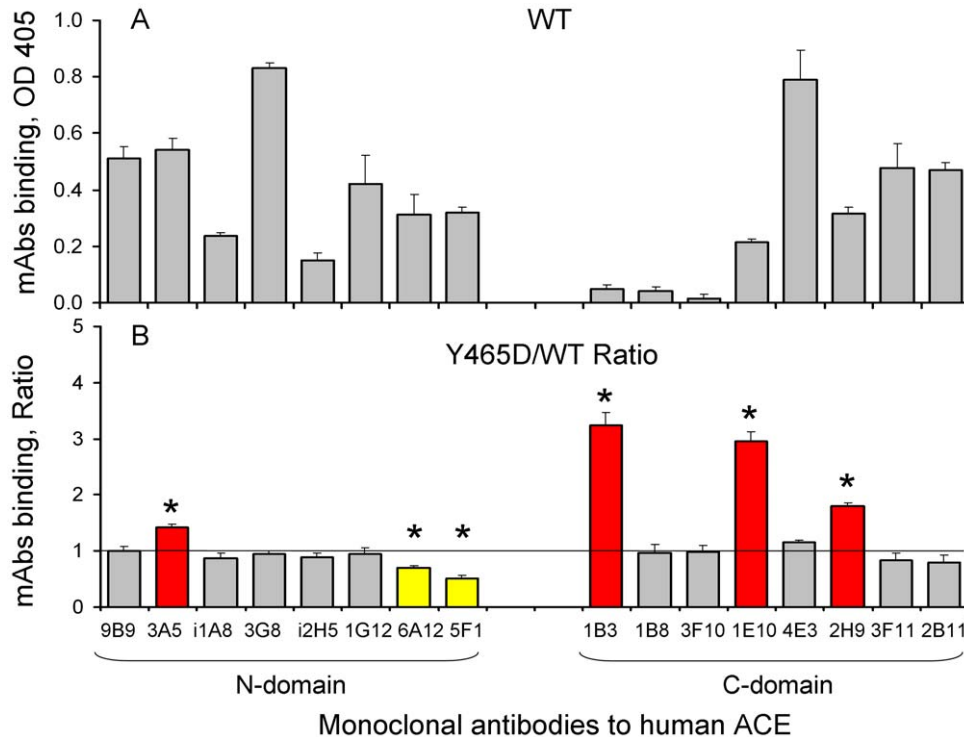 A
WT
mAbs binding, OD 405
1.0
0.8
0.6
0.4
0.2
0.0
B
Y465D/WT Ratio
mAbs binding, Ratio
5
4
3
2
1
0
*
*
*
*
*
*
9B9 3A5 i1A8 3G8 i2H5 1G12 6A12 5F1 1B3 1B8 3F10 1E10 4E3 2H9 3F11 2B11
N-domain C-domain
Monoclonal antibodies to human ACE